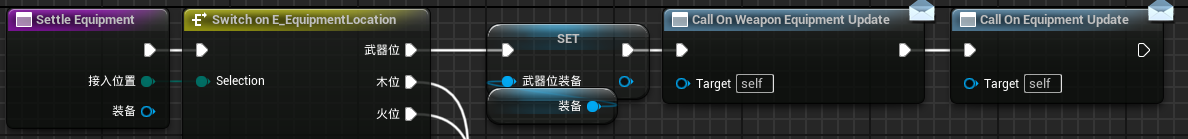 Settle Equipment
接入位置
装备
Switch on E_EquipmentLocation
Selection
武器位
木位
火位
SET
武器位装备
装备
Call On Weapon Equipment Update
Target self
Call On Equipment Update
Target self